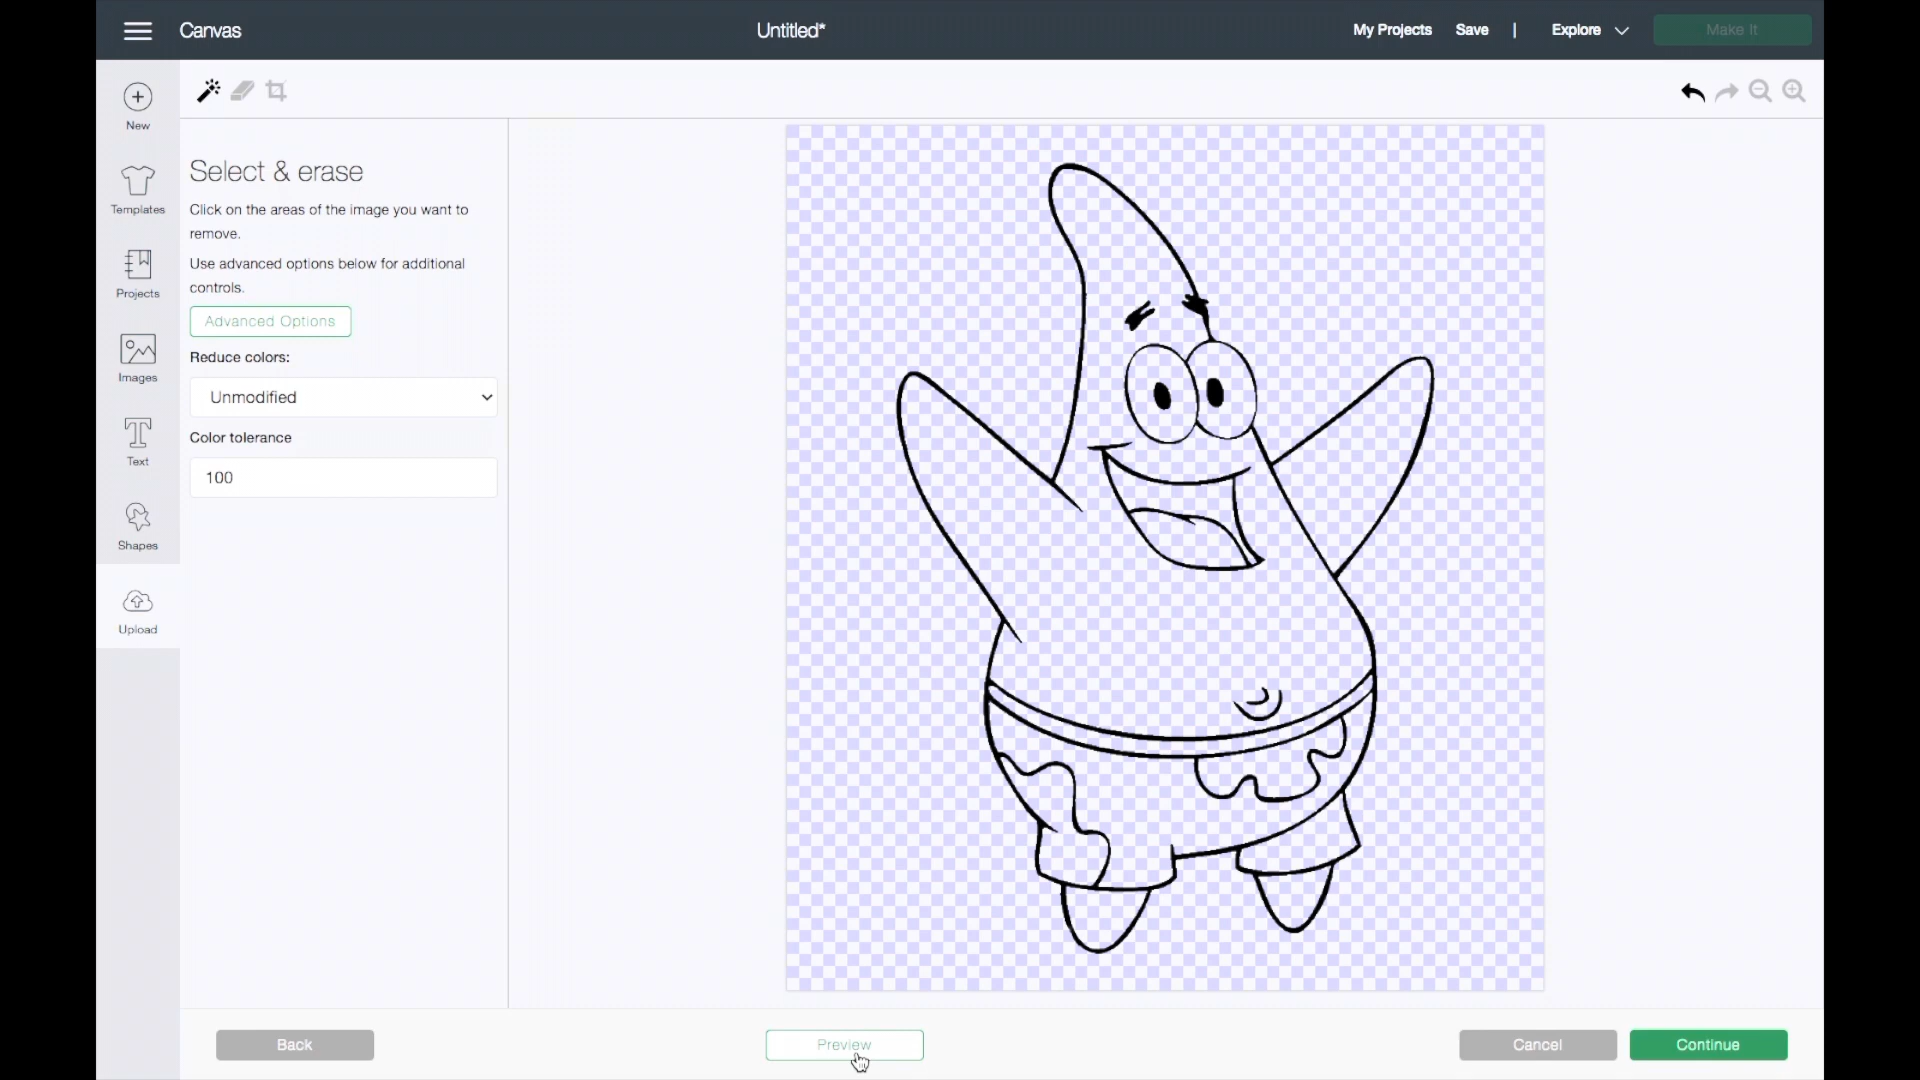 Canvas
Untitled*
My Projects
Save
|
Explore
Make It
New
Templates
Projects
Images
Text
Shapes
Upload
Select & erase
Click on the areas of the image you want to
remove.
Use advanced options below for additional
controls.
Advanced Options
Reduce colors:
Unmodified
Color tolerance
100
Back
Preview
Cancel
Continue